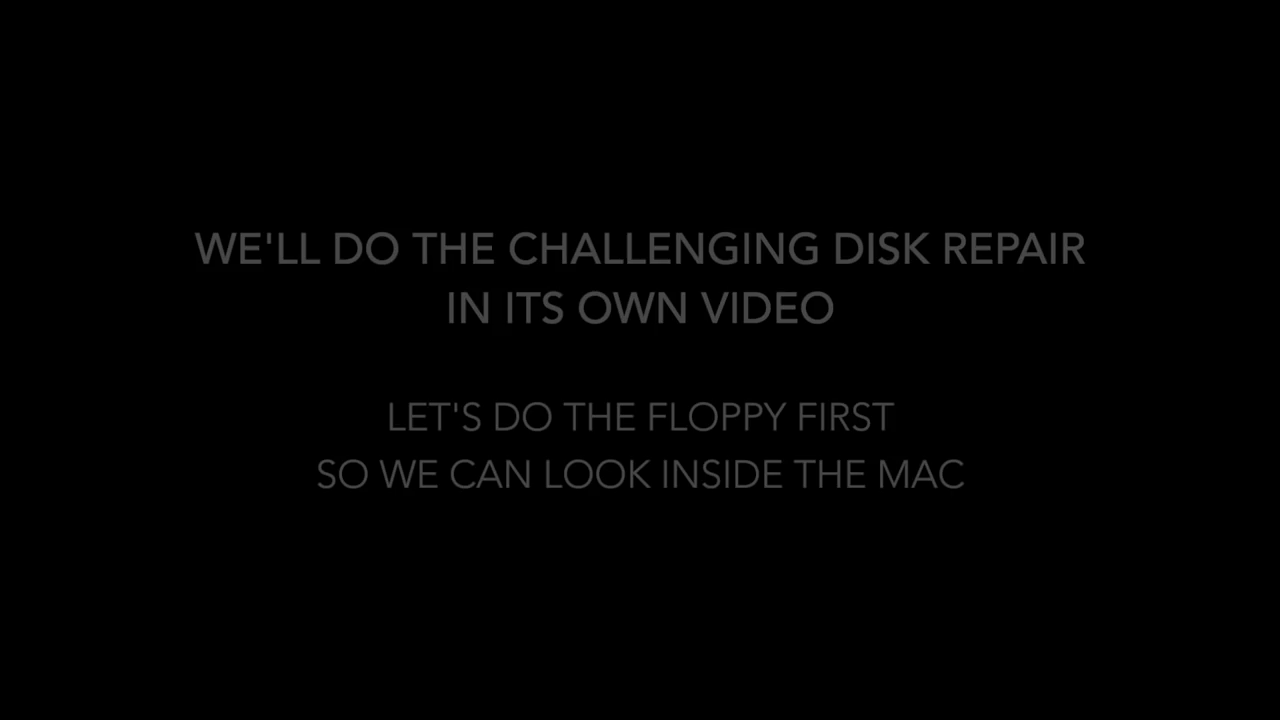 WE'LL DO THE CHALLENGING DISK REPAIR
IN ITS OWN VIDEO
LET'S DO THE FLOPPY FIRST
SO WE CAN LOOK INSIDE THE MAC